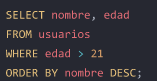 SELECT nombre, edad
FROM usuarios
WHERE edad > 21
ORDER BY nombre DESC;